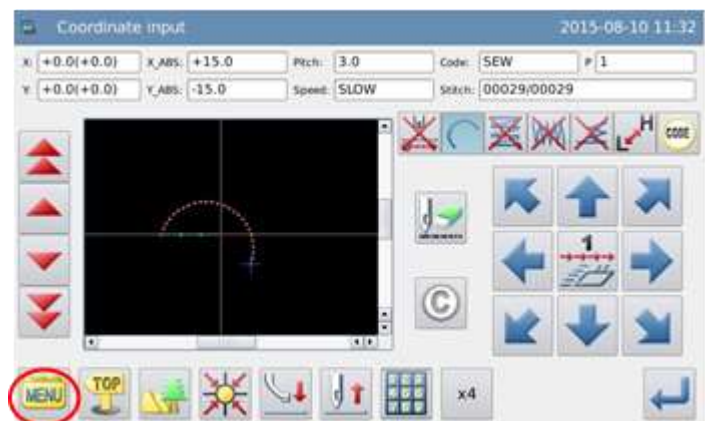 Coordinate input 2015-08-10 11:32
X: +0.0(+0.0) X_ABS: +15.0 Pitch: 3.0 Code: SEW P 1
Y: +0.0(+0.0) Y_ABS: -15.0 Speed: SLOW Stitch: 00029/00029
L H CODE
1
C
MENU TOP x4